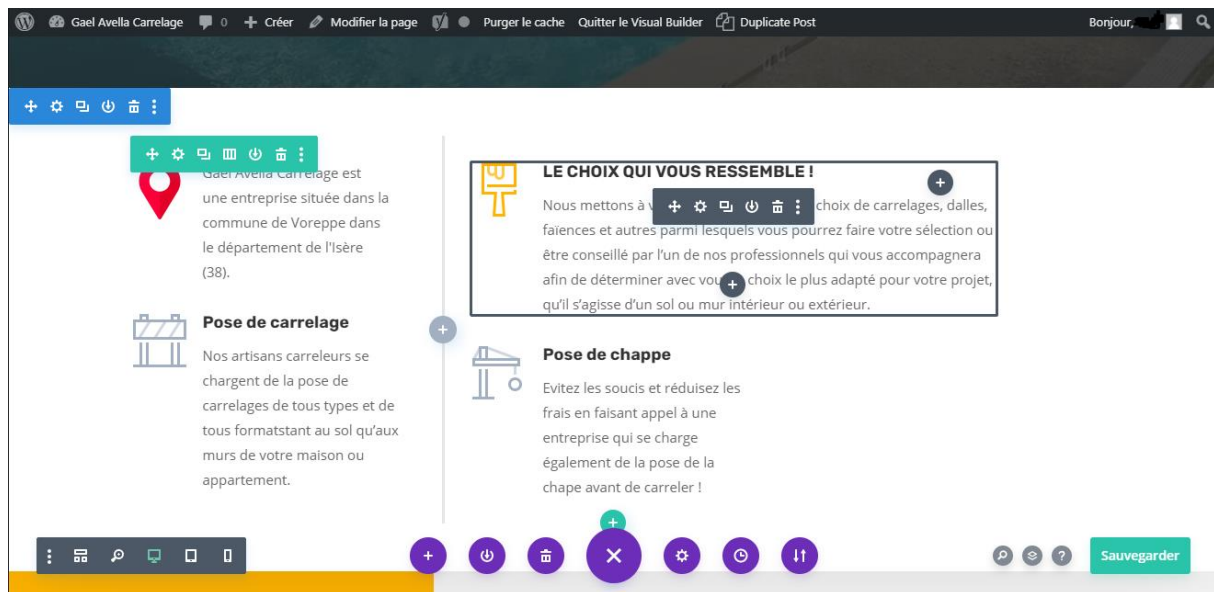 Gael Avella Carrelage 0 + Créer Modifier la page Purger le cache Quitter le Visual Builder Duplicate Post Bonjour,
Gael Avella Carrelage est
une entreprise située dans la
commune de Voreppe dans
le département de l'Isère
(38).
Pose de carrelage
Nos artisans carreleurs se
chargent de la pose de
carrelages de tous types et de
tous formatstant au sol qu'aux
murs de votre maison ou
appartement.
LE CHOIX QUI VOUS RESSEMBLE !
Nous mettons à choix de carrelages, dalles,
faïences et autres parmi lesquels vous pourrez faire votre sélection ou
être conseillé par l'un de nos professionnels qui vous accompagnera
afin de déterminer avec choix le plus adapté pour votre projet,
qu'il s'agisse d'un sol ou mur intérieur ou extérieur.
Pose de chappe
Evitez les soucis et réduisez les
frais en faisant appel à une
entreprise qui se charge
également de la pose de la
chape avant de carreler !
Sauvegarder